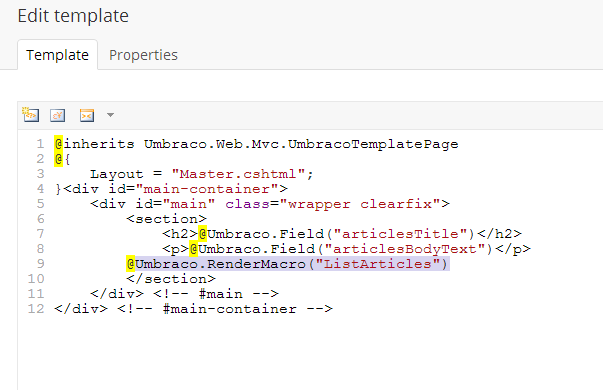 Edit template
Template Properties
1 @inherits Umbraco.Web.Mvc.UmbracoTemplatePage
2 @{
3 Layout = "Master.cshtml";
4 }<div id="main-container">
5 <div id="main" class="wrapper clearfix">
6 <section>
7 <h2>@Umbraco.Field("articlesTitle")</h2>
8 <p>@Umbraco.Field("articlesBodyText")</p>
9 @Umbraco.RenderMacro("ListArticles")
10 </section>
11 </div> <!-- #main -->
12 </div> <!-- #main-container -->